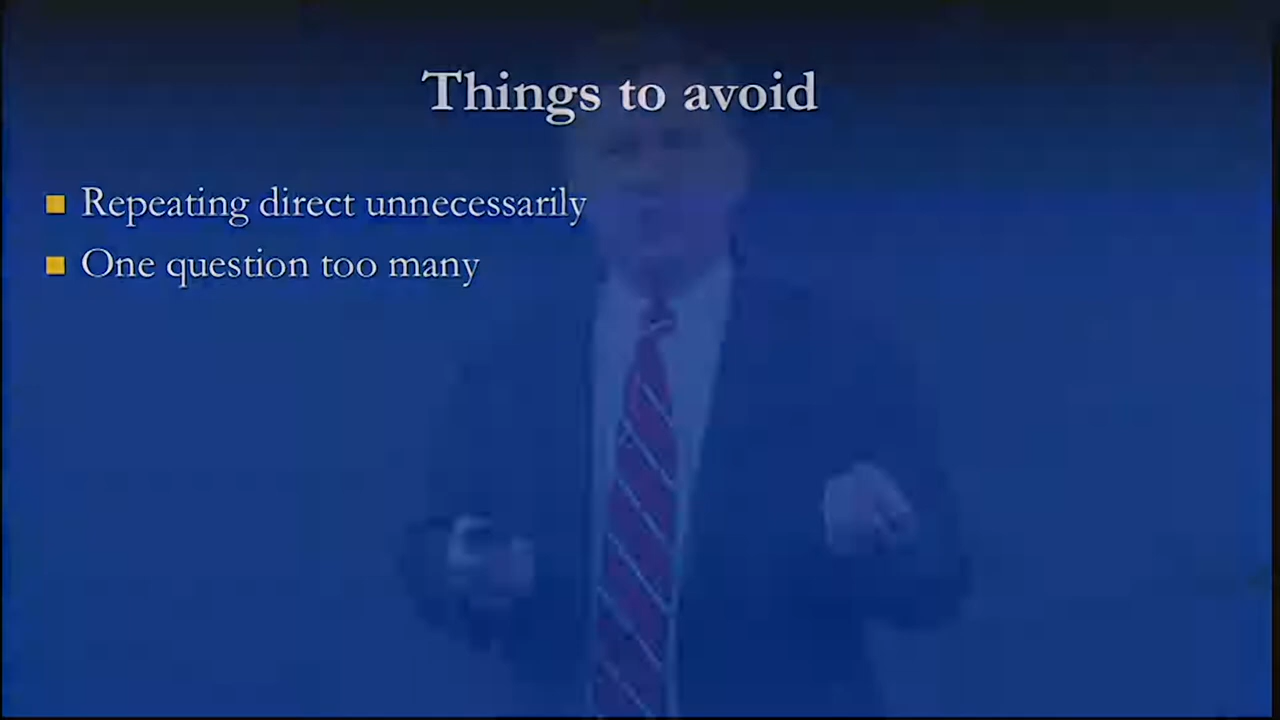 Things to avoid
Repeating direct unnecessarily
One question too many